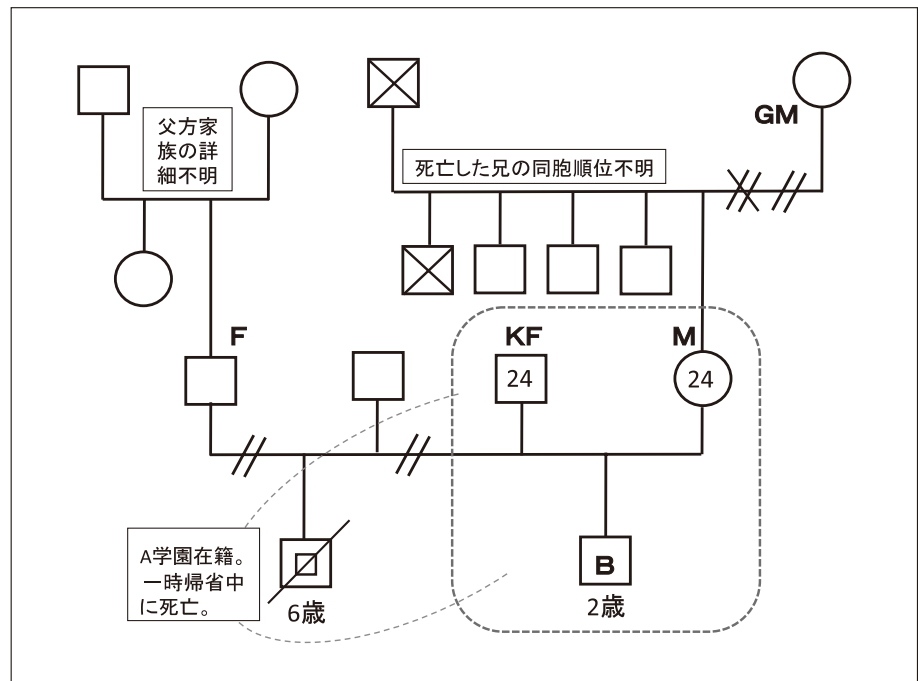 GM
父方家
族の詳
細不明
死亡した兄の同胞順位不明
F
KF
M
24
24
A学園在籍。
一時帰省中
に死亡。
6歳
B
2歳